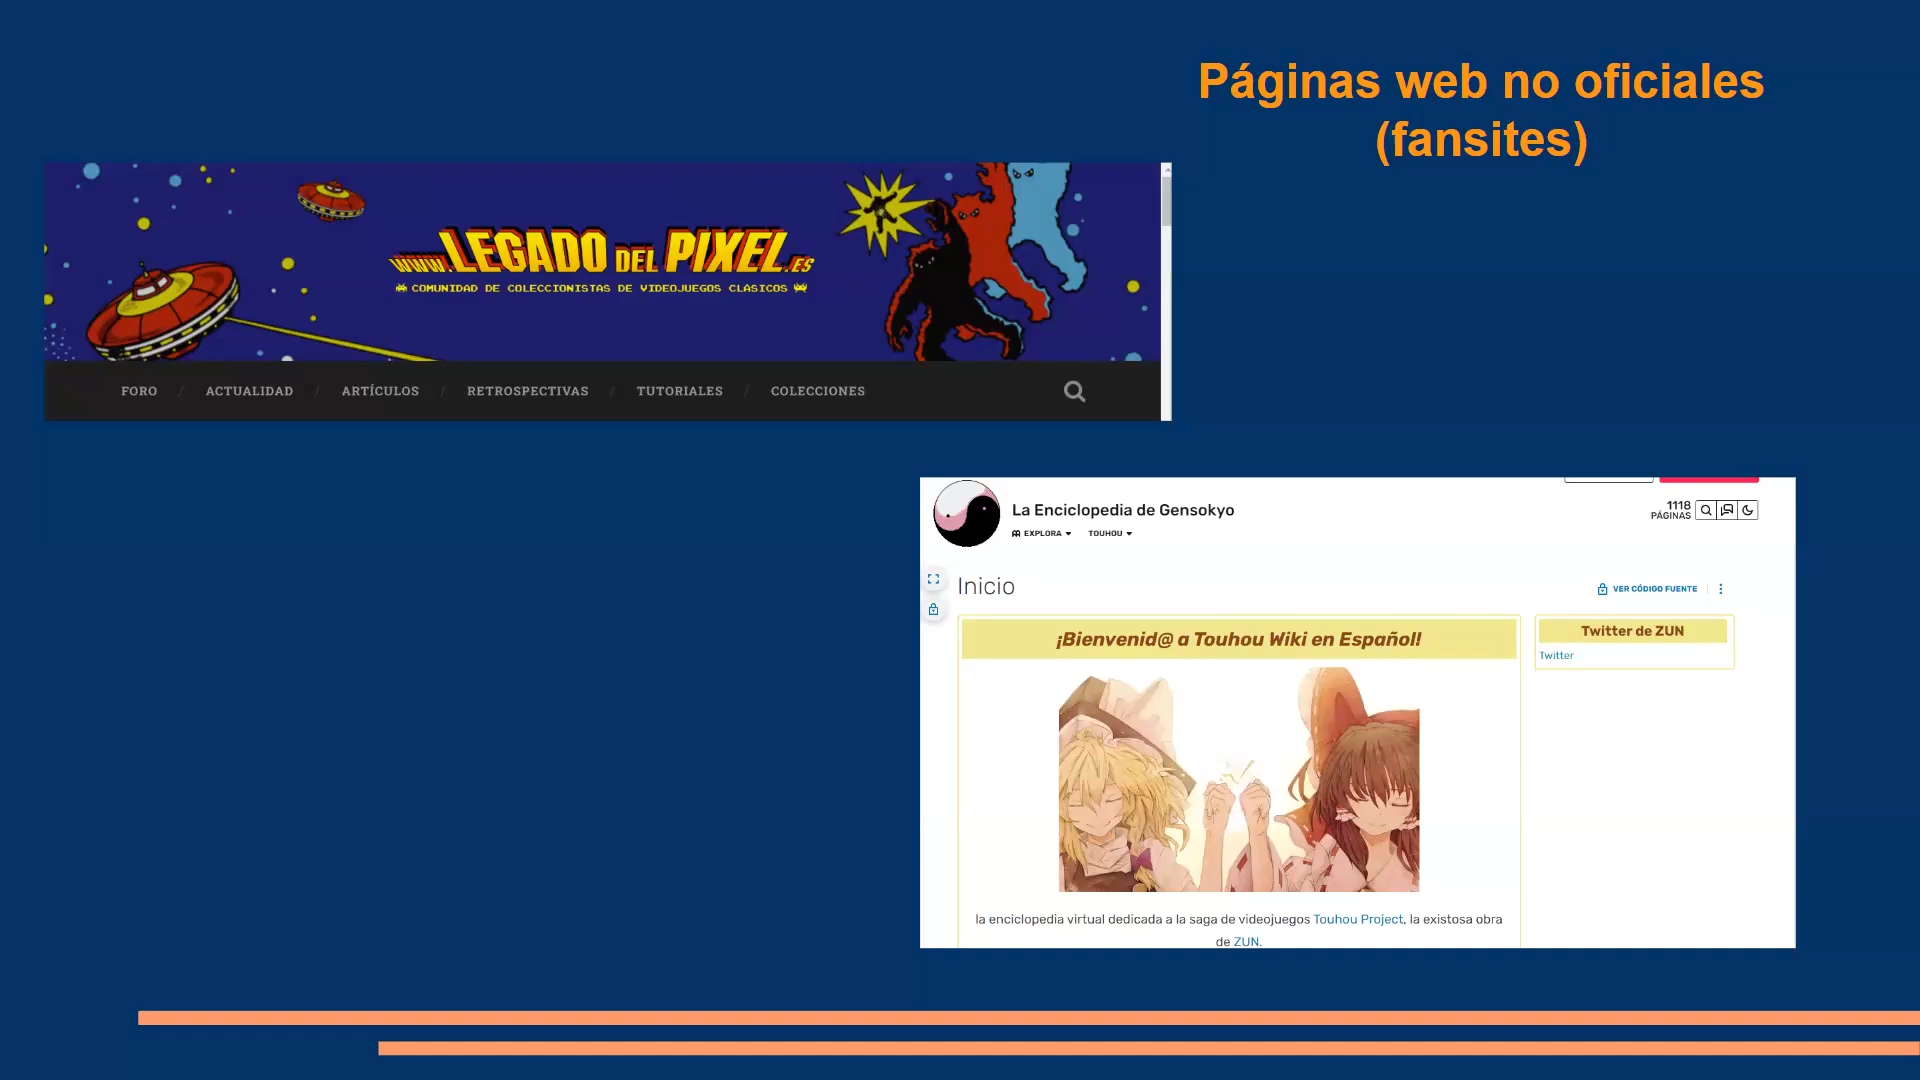 Páginas web no oficiales
(fansites)
www.LEGADO DEL PIXEL.ES
COMUNIDAD DE COLECCIONISTAS DE VIDEOJUEGOS CLÁSICOS
FORO / ACTUALIDAD / ARTÍCULOS / RETROSPECTIVAS / TUTORIALES / COLECCIONES
La Enciclopedia de Gensokyo
EXPLORA TOUHOU
1118
PÁGINAS
Inicio
VER CÓDIGO FUENTE
¡Bienvenid@ a Touhou Wiki en Español!
Twitter de ZUN
Twitter
la enciclopedia virtual dedicada a la saga de videojuegos Touhou Project, la existosa obra
de ZUN.